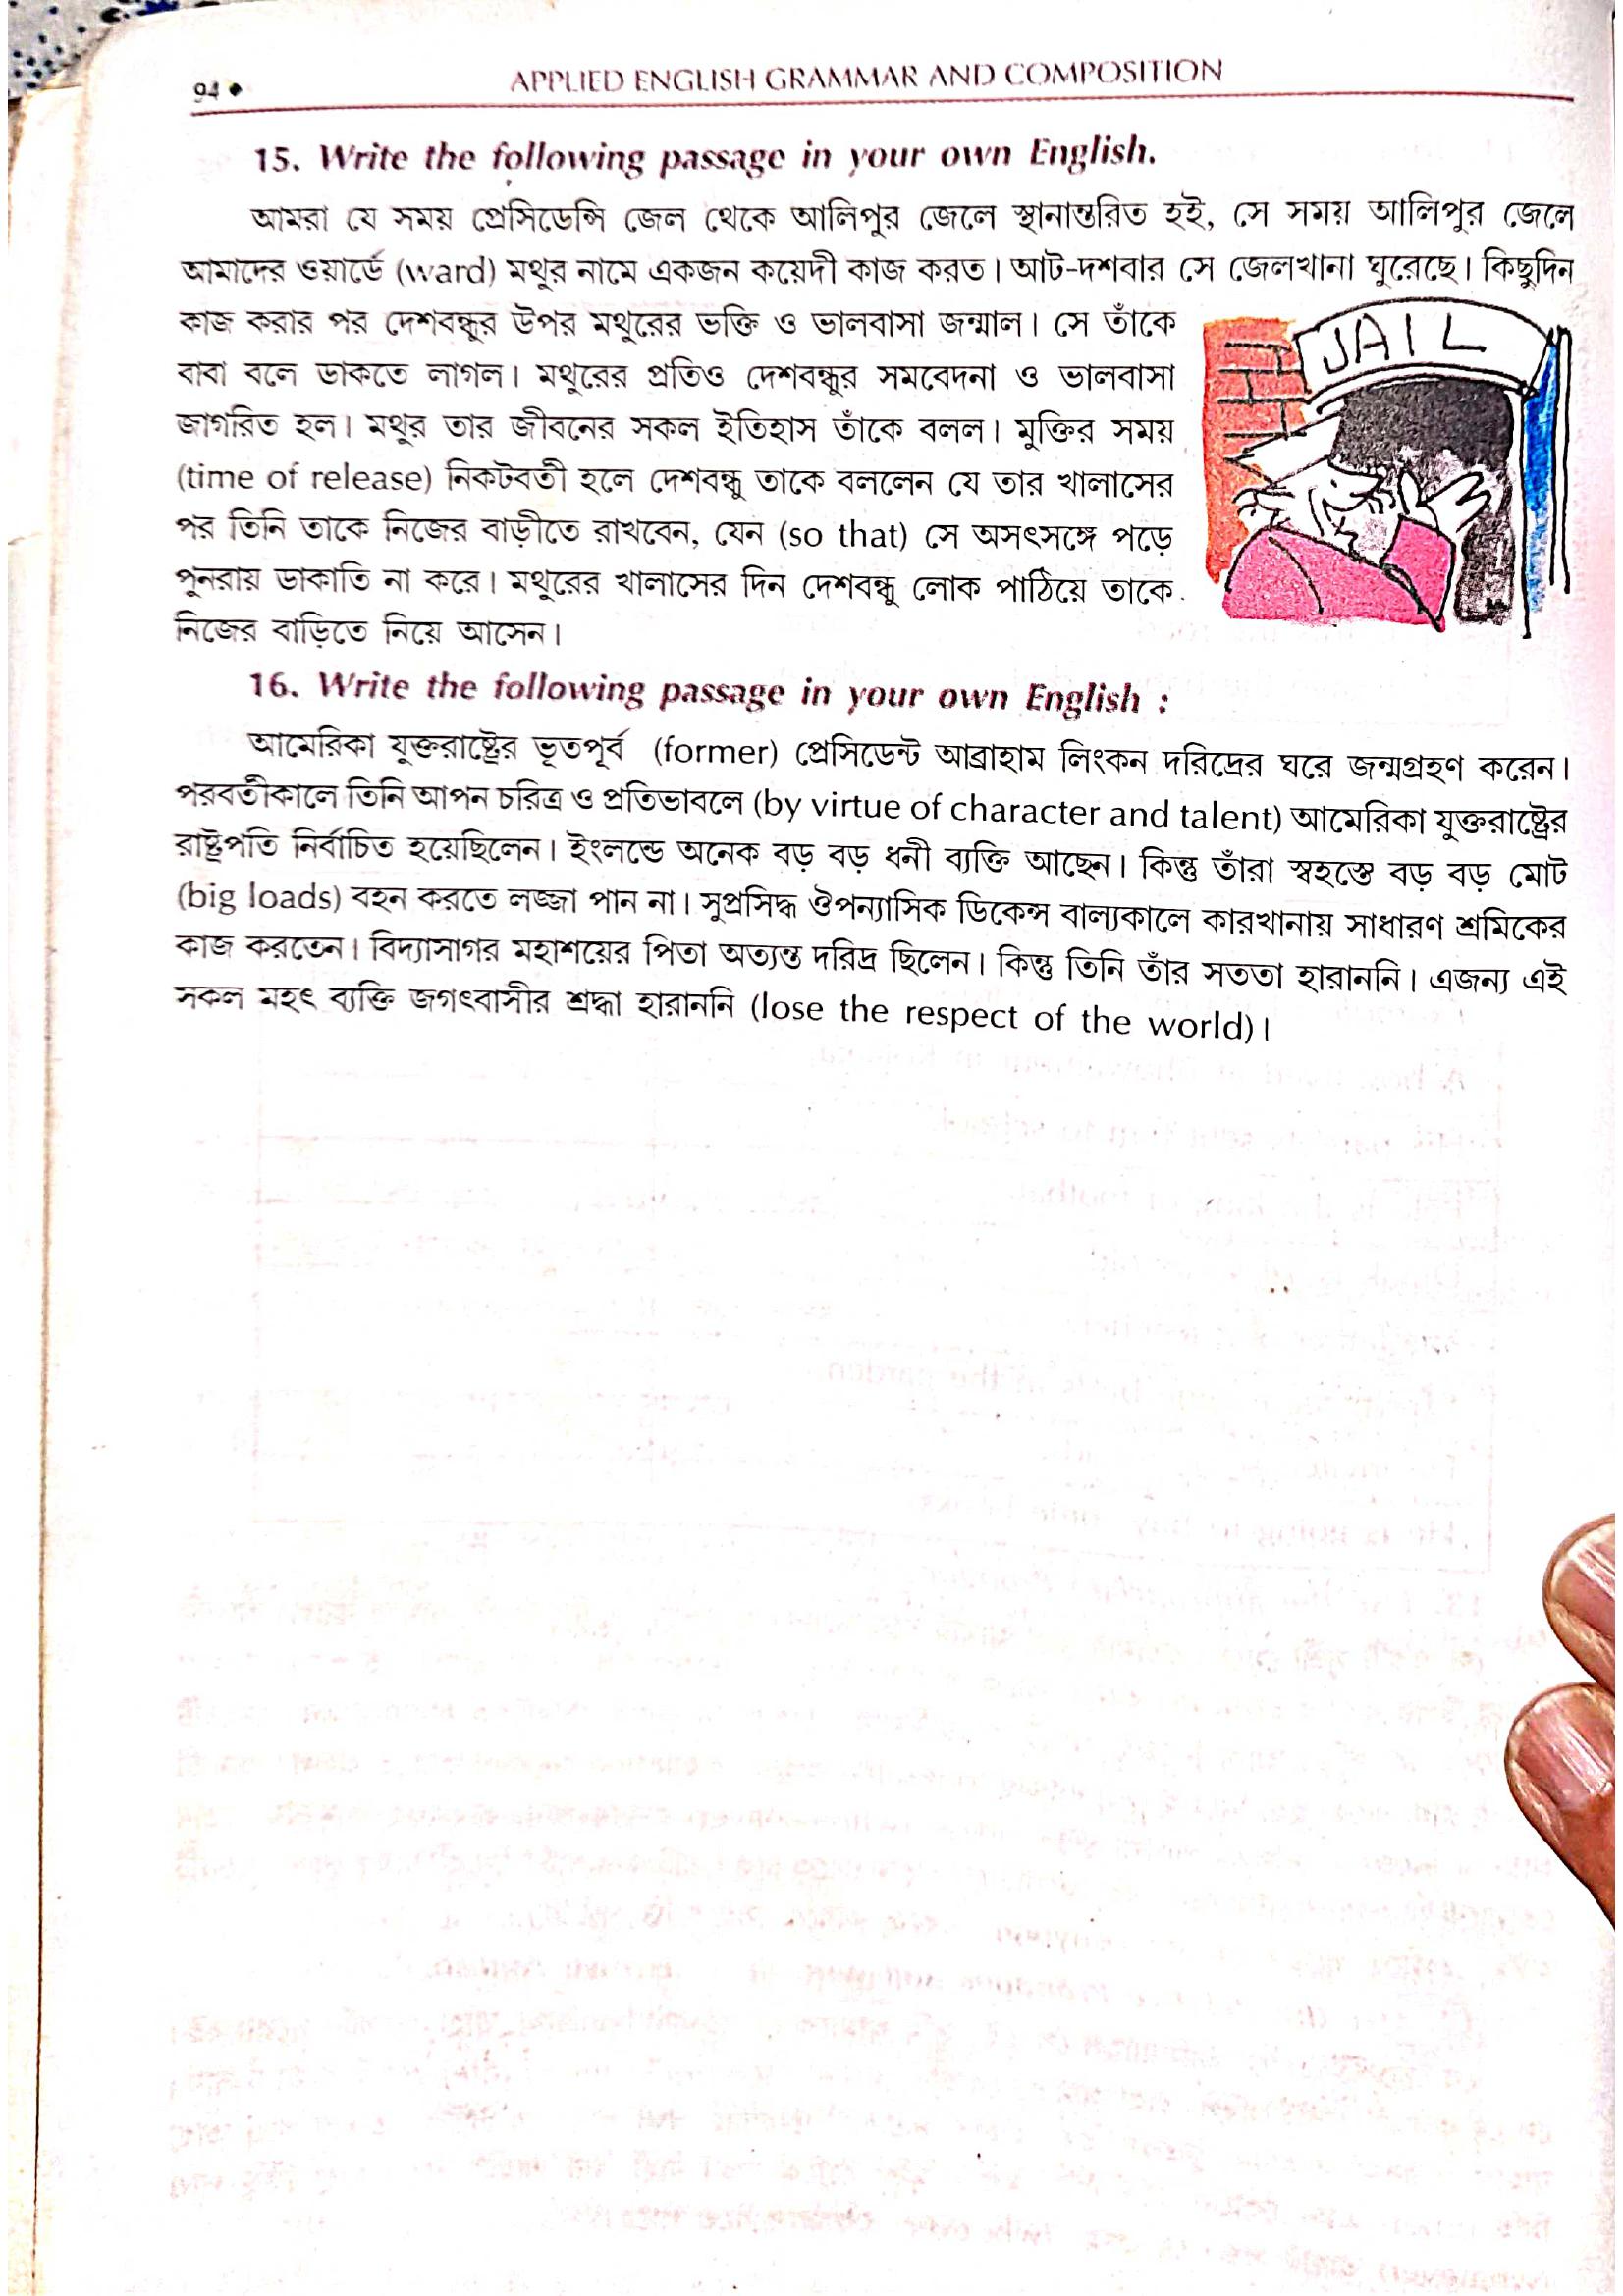 94 ◆
APPLIED ENGLISH GRAMMAR AND COMPOSITION
15. Write the following passage in your own English.
আমরা যে সময় প্রেসিডেন্সি জেল থেকে আলিপুর জেলে স্থানান্তরিত হই, সে সময় আলিপুর জেলে
আমাদের ওয়ার্ডে (ward) মথুর নামে একজন কয়েদী কাজ করত। আট-দশবার সে জেলখানা ঘুরেছে। কিছুদিন
কাজ করার পর দেশবন্ধুর উপর মথুরের ভক্তি ও ভালবাসা জন্মাল। সে তাঁকে
বাবা বলে ডাকতে লাগল। মথুরের প্রতিও দেশবন্ধুর সমবেদনা ও ভালবাসা
জাগরিত হল। মথুর তার জীবনের সকল ইতিহাস তাঁকে বলল। মুক্তির সময়
(time of release) নিকটবর্তী হলে দেশবন্ধু তাকে বললেন যে তার খালাসের
পর তিনি তাকে নিজের বাড়ীতে রাখবেন, যেন (so that) সে অসৎসঙ্গে পড়ে
পুনরায় ডাকাতি না করে। মথুরের খালাসের দিন দেশবন্ধু লোক পাঠিয়ে তাকে
নিজের বাড়িতে নিয়ে আসেন।
JAIL
16. Write the following passage in your own English :
আমেরিকা যুক্তরাষ্ট্রের ভূতপূর্ব (former) প্রেসিডেন্ট আব্রাহাম লিংকন দরিদ্রের ঘরে জন্মগ্রহণ করেন।
পরবর্তীকালে তিনি আপন চরিত্র ও প্রতিভাবলে (by virtue of character and talent) আমেরিকা যুক্তরাষ্ট্রের
রাষ্ট্রপতি নির্বাচিত হয়েছিলেন। ইংলন্ডে অনেক বড় বড় ধনী ব্যক্তি আছেন। কিন্তু তাঁরা স্বহস্তে বড় বড় মোট
(big loads) বহন করতে লজ্জা পান না। সুপ্রসিদ্ধ ঔপন্যাসিক ডিকেন্স বাল্যকালে কারখানায় সাধারণ শ্রমিকের
কাজ করতেন। বিদ্যাসাগর মহাশয়ের পিতা অত্যন্ত দরিদ্র ছিলেন। কিন্তু তিনি তাঁর সততা হারাননি। এজন্য এই
সকল মহৎ ব্যক্তি জগৎবাসীর শ্রদ্ধা হারাননি (lose the respect of the world)।